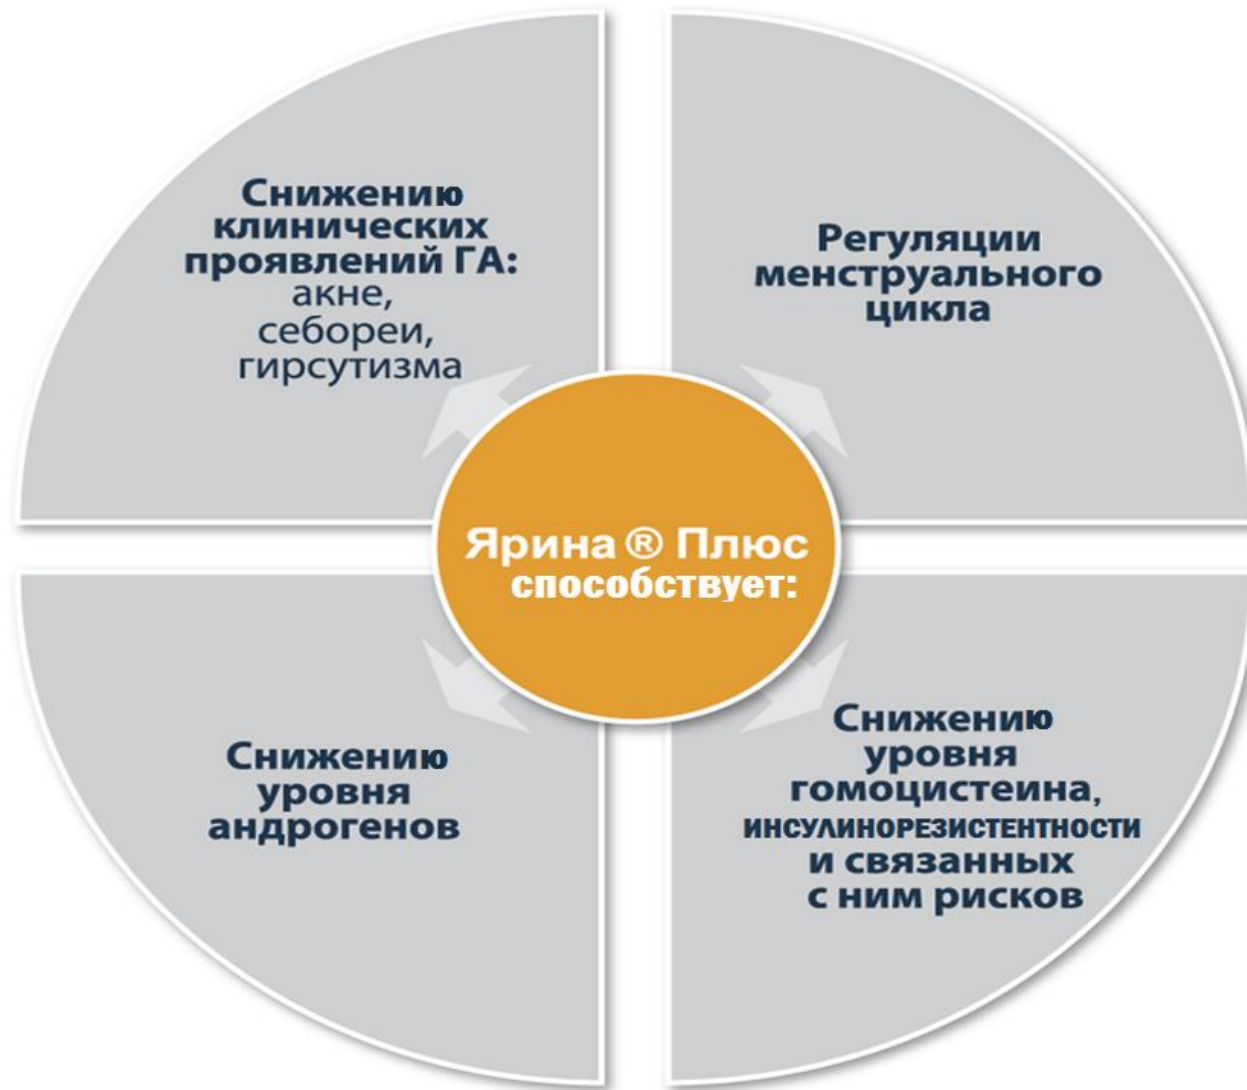 Снижению
клинических
проявлений ГА:
акне,
себореи,
гирсутизма
Регуляции
менструального
цикла
Ярина ® Плюс
способствует:
Снижению
уровня
андрогенов
Снижению
уровня
гомоцистеина,
ИНСУЛИНОРЕЗИСТЕНТНОСТИ
и связанных
с ним рисков